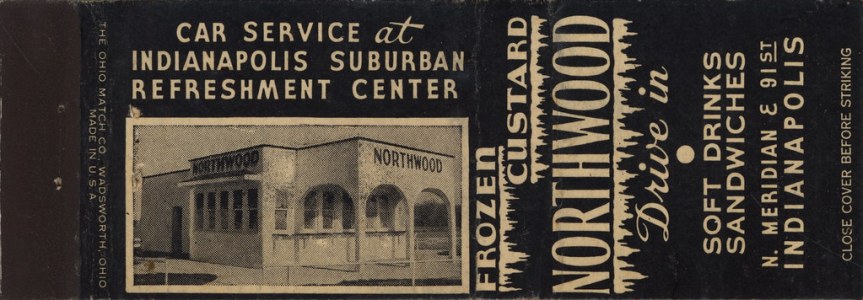 THE OHIO MATCH CO. WADSWORTH, OHIO
MADE IN U.S.A
CAR SERVICE at
INDIANAPOLIS SUBURBAN
REFRESHMENT CENTER
NORTHWOOD
NORTHWOOD
FROZEN
CUSTARD
NORTHWOOD
Drive in
SOFT DRINKS
SANDWICHES
N. MERIDIAN & 91ST
INDIANAPOLIS
CLOSE COVER BEFORE STRIKING